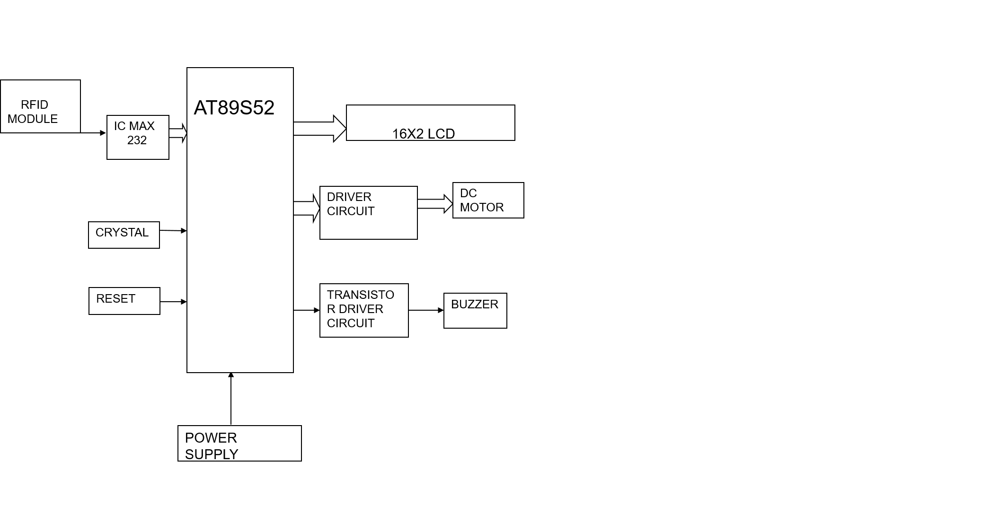 RFID
MODULE
IC MAX
232
AT89S52
16X2 LCD
DRIVER
CIRCUIT
DC
MOTOR
CRYSTAL
RESET
TRANSISTO
R DRIVER
CIRCUIT
BUZZER
POWER
SUPPLY